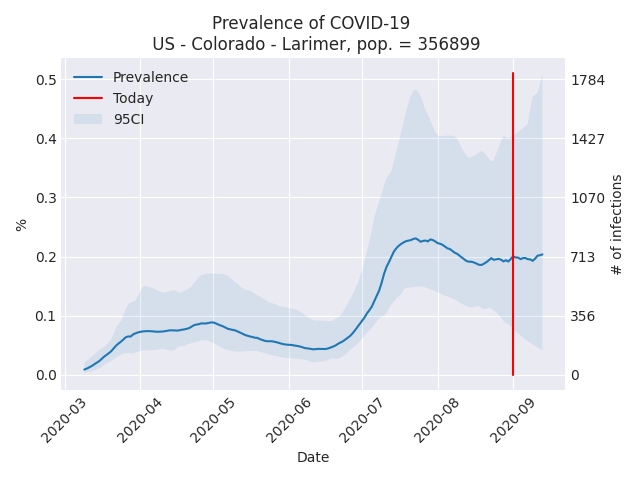 Prevalence of COVID-19
US - Colorado - Larimer, pop. = 356899
Prevalence
Today
95CI
0.5
0.4
0.3
0.2
0.1
0.0
%
1784
1427
1070
713
356
0
# of infections
2020-03
2020-04
2020-05
2020-06
2020-07
2020-08
2020-09
Date